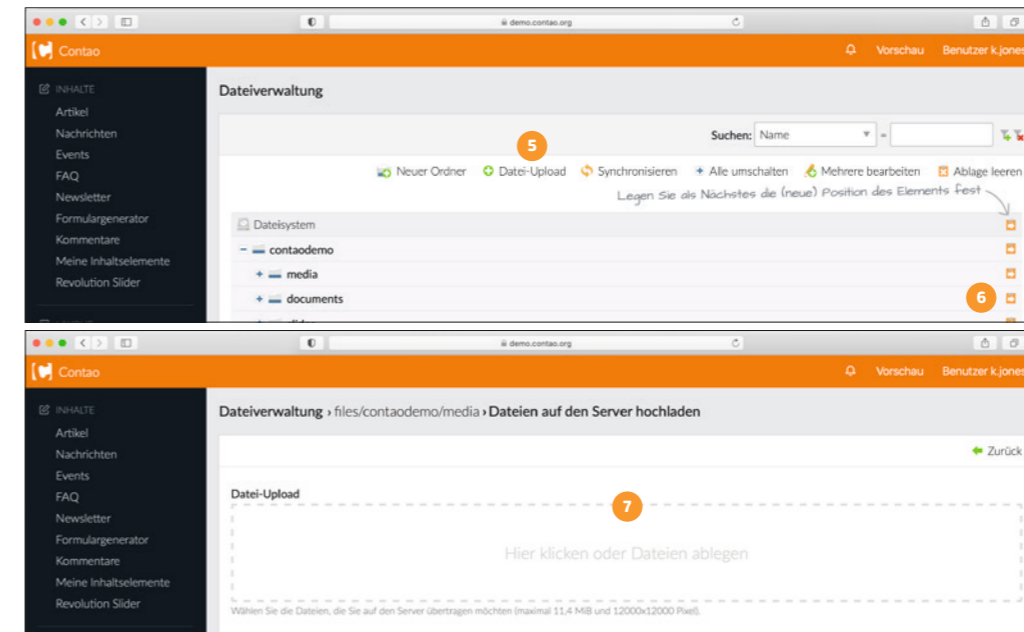 demo.contao.org
Contao
Vorschau
Benutzer k.jones
INHALTE
Artikel
Nachrichten
Events
FAQ
Newsletter
Formulargenerator
Kommentare
Meine Inhaltselemente
Revolution Slider
Dateiverwaltung
Suchen: Name =
5
Neuer Ordner Datei-Upload Synchronisieren Alle umschalten Mehrere bearbeiten Ablage leeren
Legen Sie als Nächstes die (neue) Position des Elements fest
Dateisystem
contaodemo
media
documents
6
demo.contao.org
Contao
Vorschau
Benutzer k.jones
INHALTE
Artikel
Nachrichten
Events
FAQ
Newsletter
Formulargenerator
Kommentare
Meine Inhaltselemente
Revolution Slider
Dateiverwaltung › files/contaodemo/media › Dateien auf den Server hochladen
Zurück
Datei-Upload
7
Hier klicken oder Dateien ablegen
Wählen Sie die Dateien, die Sie auf den Server übertragen möchten (maximal 11.4 MiB und 12000x12000 Pixel).